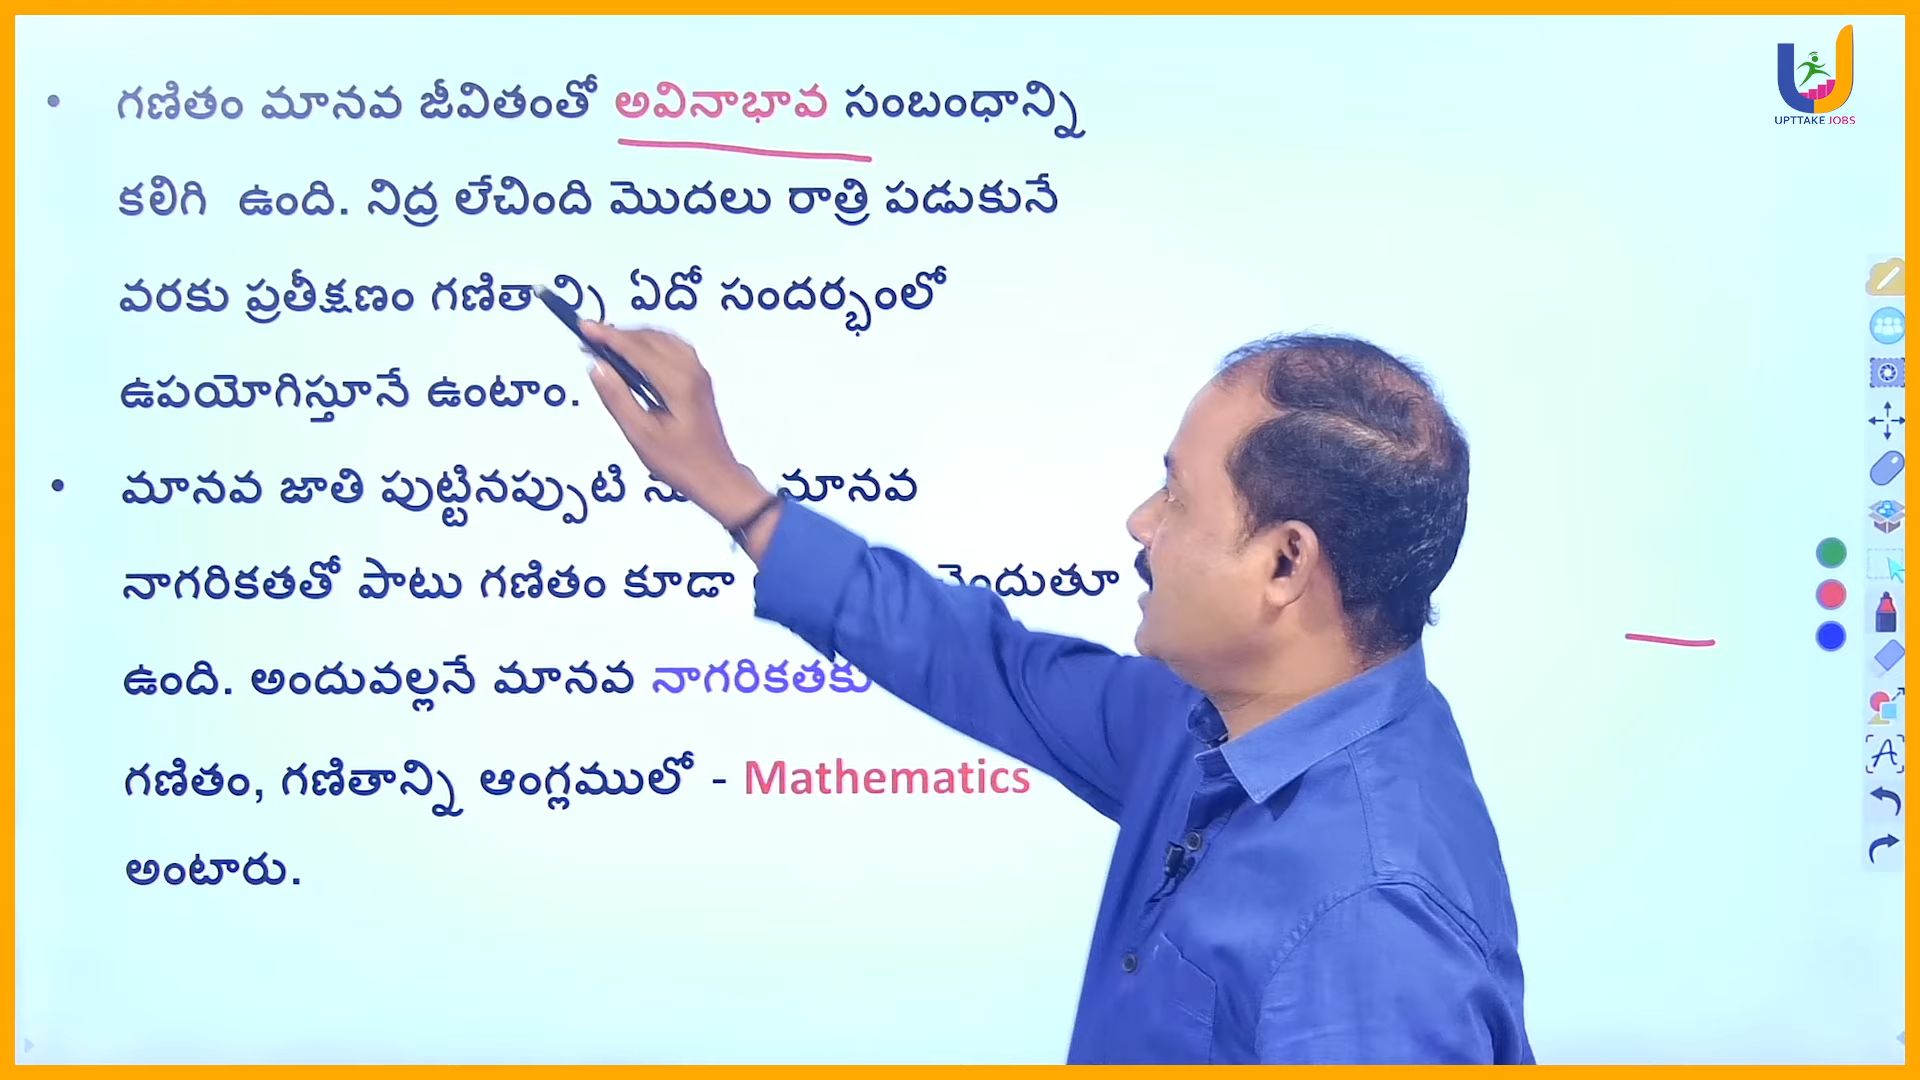 UPTTAKE JOBS
• గణితం మానవ జీవితంతో అవినాభావ సంబంధాన్ని
కలిగి ఉంది. నిద్ర లేచింది మొదలు రాత్రి పడుకునే
వరకు ప్రతీక్షణం గణితాన్ని ఏదో సందర్భంలో
ఉపయోగిస్తూనే ఉంటాం.
• మానవ జాతి పుట్టినప్పుటి మానవ
నాగరికతతో పాటు గణితం కూడా
ఉంది. అందువల్లనే మానవ నాగరికతకు
గణితం, గణితాన్ని ఆంగ్లములో - Mathematics
అంటారు.